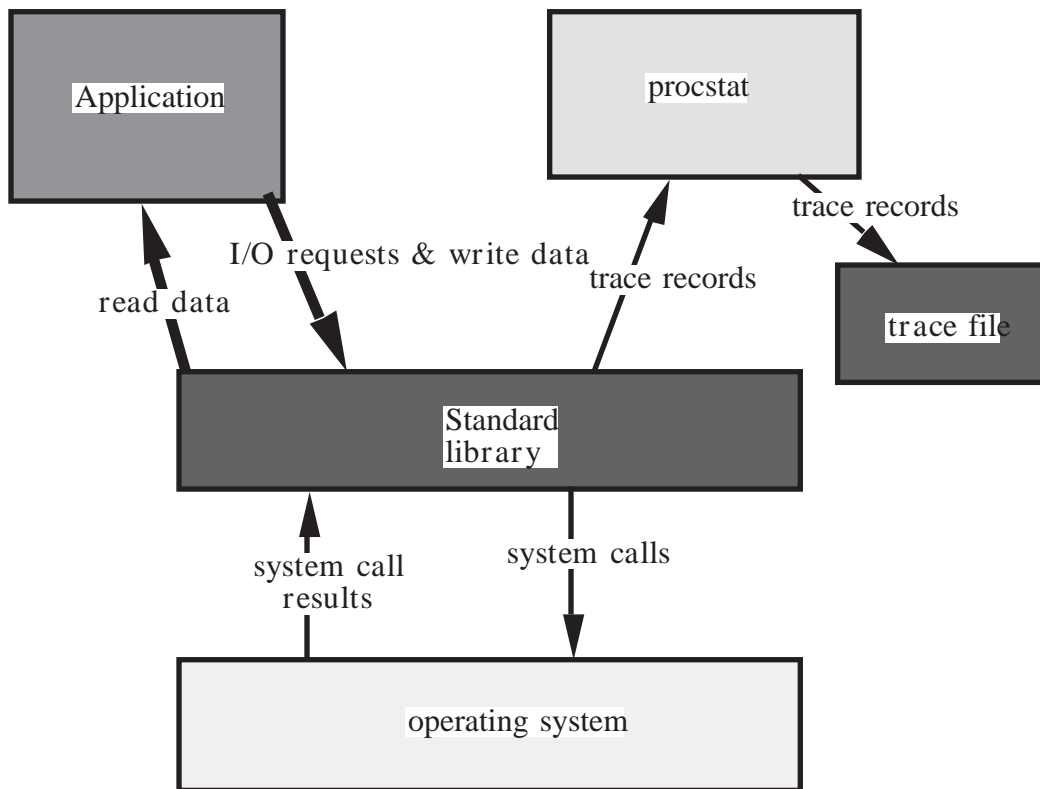 Application
procstat
trace records
I/O requests & write data
trace records
read data
trace file
Standard
library
system call
results
system calls
operating system